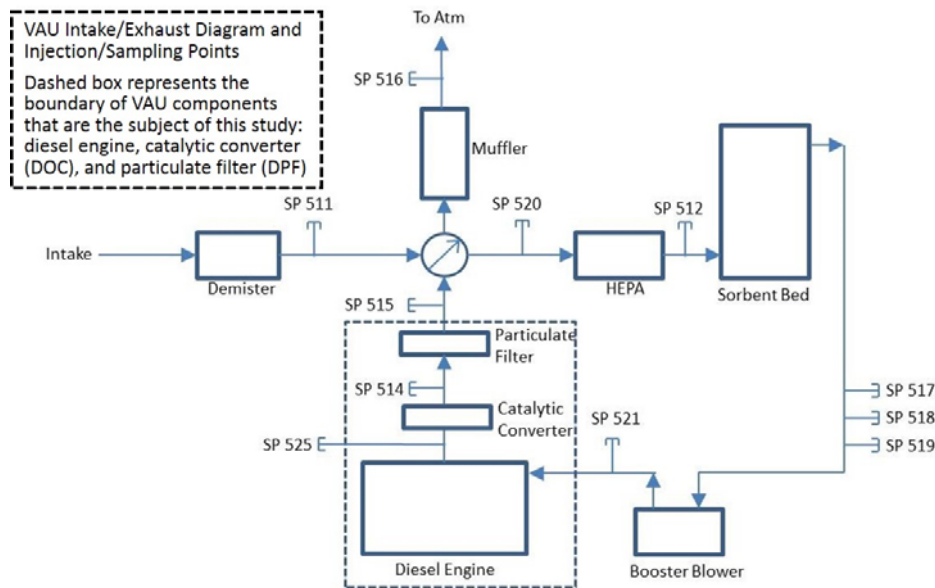 VAU Intake/Exhaust Diagram and
Injection/Sampling Points
Dashed box represents the
boundary of VAU components
that are the subject of this study:
diesel engine, catalytic converter
(DOC), and particulate filter (DPF)
To Atm
SP 516
Muffler
SP 511
SP 520
SP 512
Intake
Demister
HEPA
Sorbent Bed
SP 515
Particulate
Filter
SP 514
Catalytic
Converter
SP 525
SP 521
SP 517
SP 518
SP 519
Diesel Engine
Booster Blower